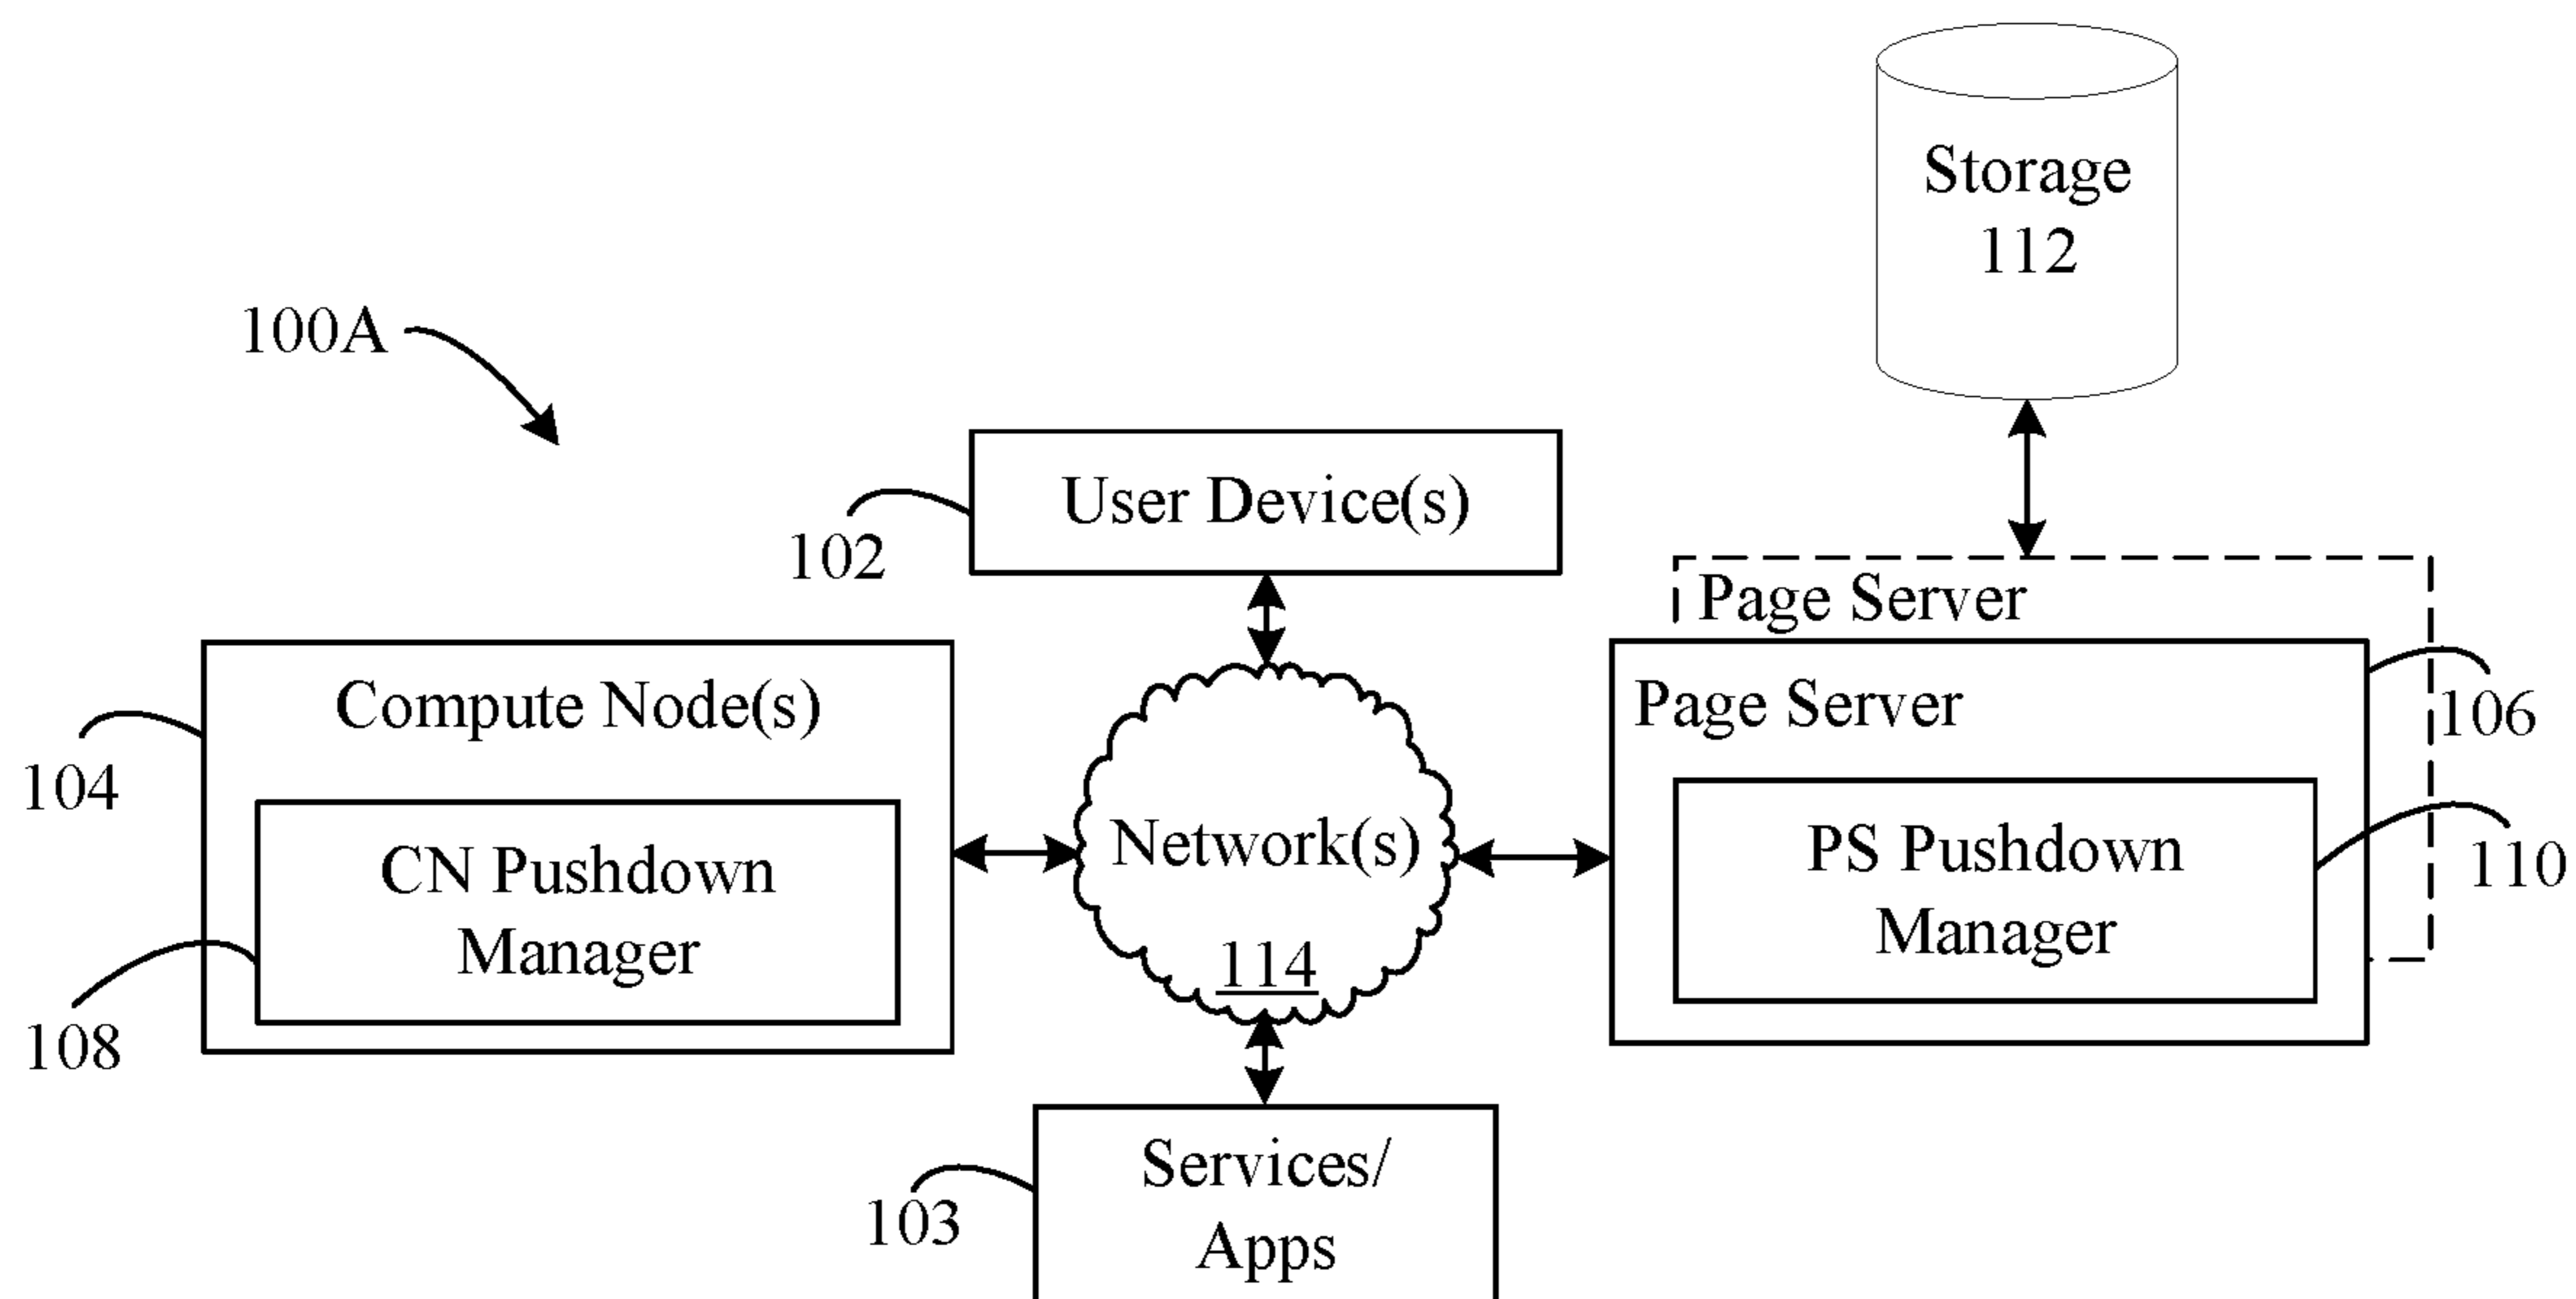 Storage
112
100A
User Device(s)
102
Page Server
Compute Node(s)
Page Server
106
104
CN Pushdown
Manager
Network(s)
114
PS Pushdown
Manager
110
108
Services/
Apps
103